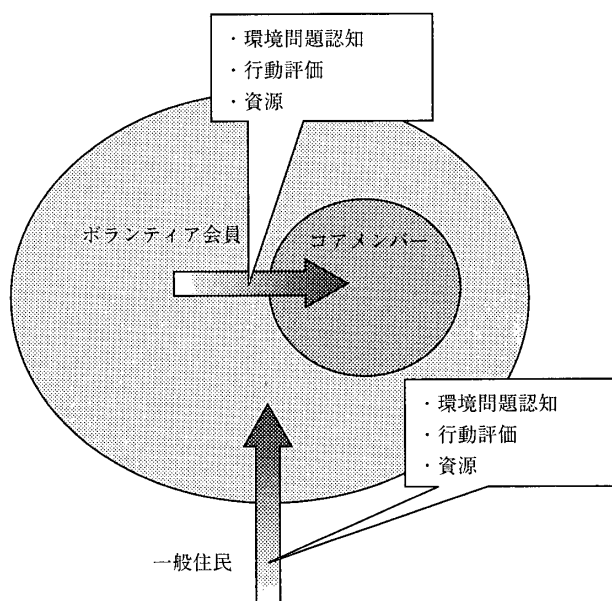 ・環境問題認知
・行動評価
・資源
ボランティア会員
コアメンバー
・環境問題認知
・行動評価
・資源
一般住民